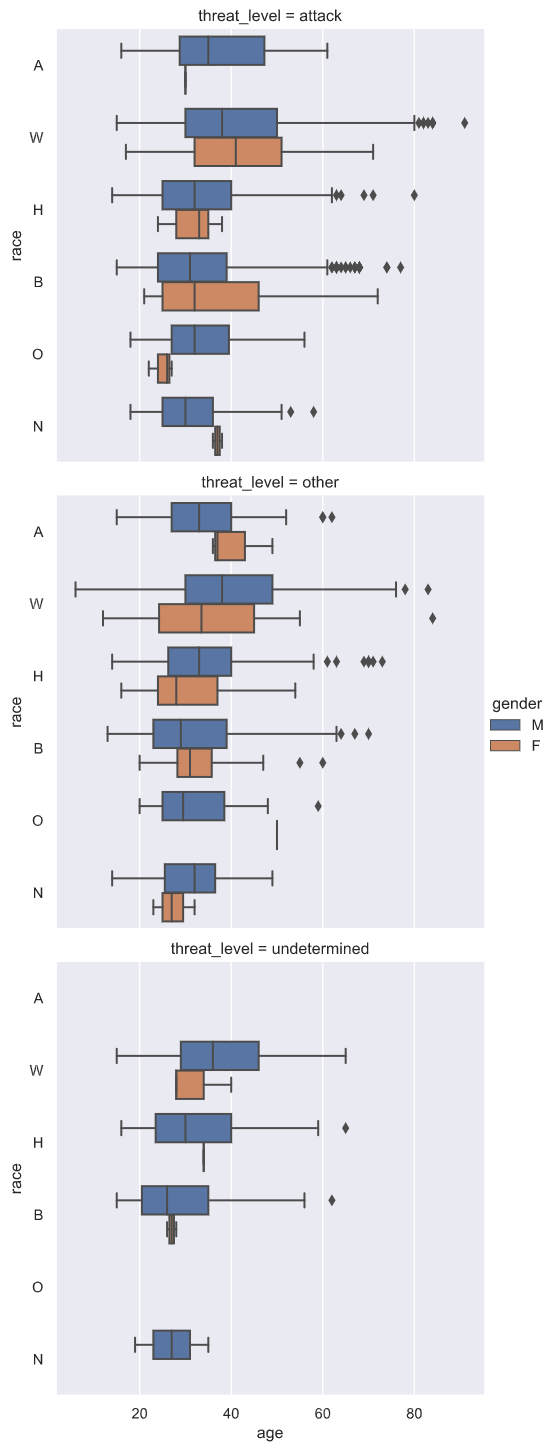 threat_level = attack
A
W
H
B
O
N
race
threat_level = other
A
W
H
B
O
N
race
gender
M
F
threat_level = undetermined
A
W
H
B
O
N
race
20 40 60 80
age